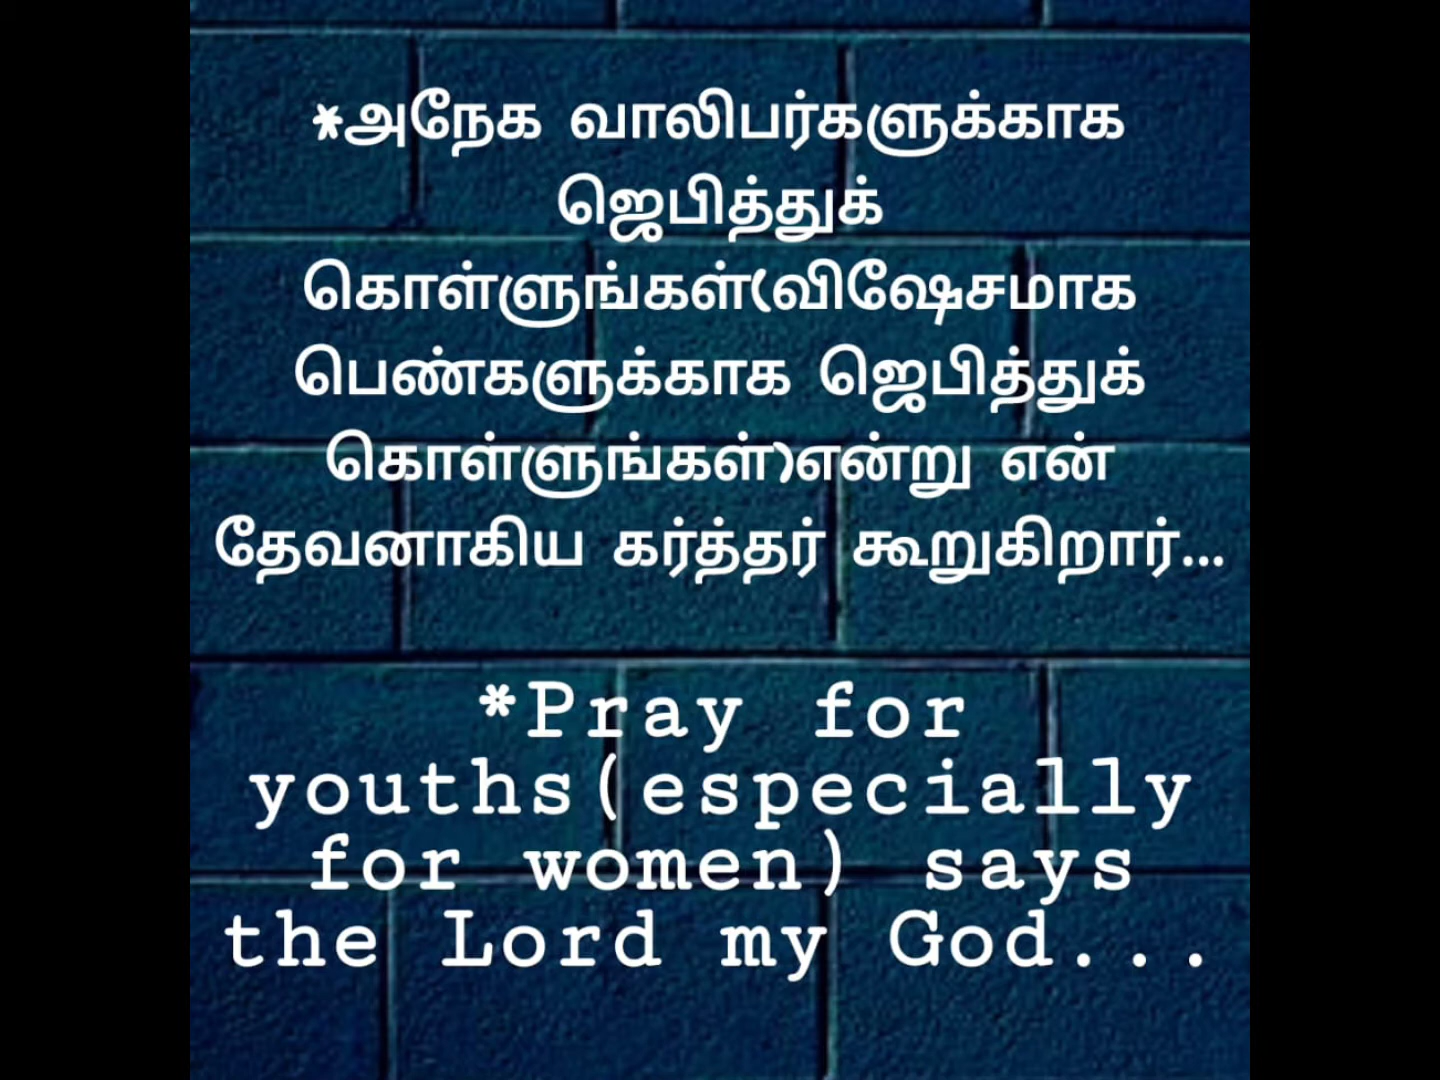 *அநேக வாலிபர்களுக்காக
ஜெபித்துக்
கொள்ளுங்கள்(விஷேசமாக
பெண்களுக்காக ஜெபித்துக்
கொள்ளுங்கள்)என்று என்
தேவனாகிய கர்த்தர் கூறுகிறார்...
*Pray for
youths(especially
for women) says
the Lord my God...